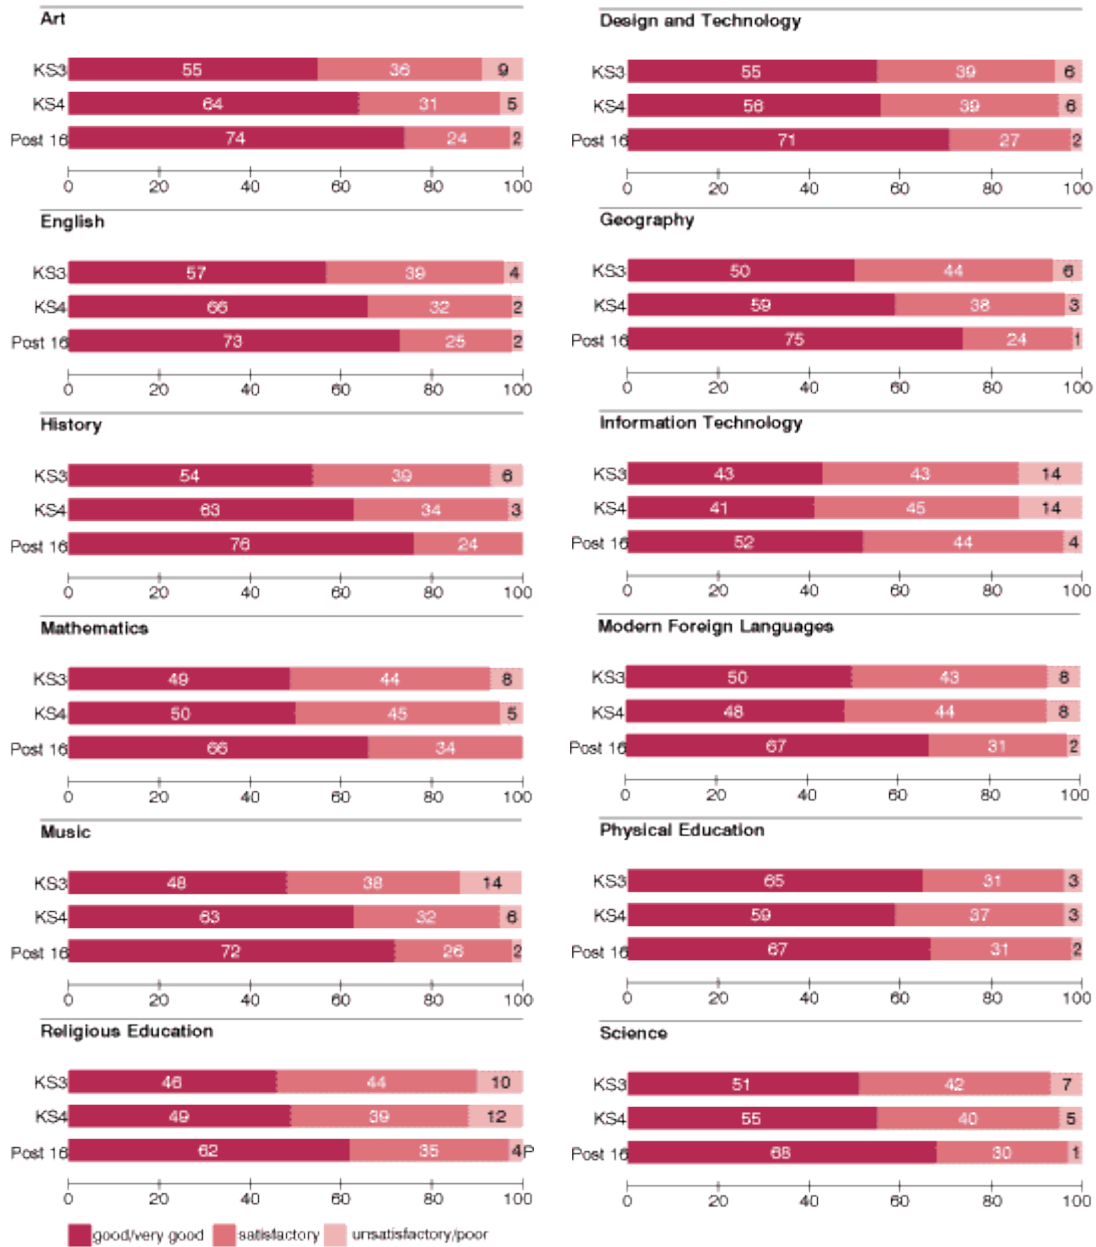 Art
KS3 55 36 9
KS4 64 31 5
Post 16 74 24 2
0 20 40 60 80 100
Design and Technology
KS3 55 39 6
KS4 56 39 6
Post 16 71 27 2
0 20 40 60 80 100
English
KS3 57 39 4
KS4 66 32 2
Post 16 73 25 2
0 20 40 60 80 100
Geography
KS3 50 44 6
KS4 59 38 3
Post 16 75 24 1
0 20 40 60 80 100
History
KS3 54 39 6
KS4 63 34 3
Post 16 76 24
0 20 40 60 80 100
Information Technology
KS3 43 43 14
KS4 41 45 14
Post 16 52 44 4
0 20 40 60 80 100
Mathematics
KS3 49 44 8
KS4 50 45 5
Post 16 66 34
0 20 40 60 80 100
Modern Foreign Languages
KS3 50 43 8
KS4 48 44 8
Post 16 67 31 2
0 20 40 60 80 100
Music
KS3 48 38 14
KS4 63 32 6
Post 16 72 26 2
0 20 40 60 80 100
Physical Education
KS3 65 31 3
KS4 59 37 3
Post 16 67 31 2
0 20 40 60 80 100
Religious Education
KS3 46 44 10
KS4 49 39 12
Post 16 62 35 4P
0 20 40 60 80 100
Science
KS3 51 42 7
KS4 55 40 5
Post 16 68 30 1
0 20 40 60 80 100
good/very good satisfactory unsatisfactory/poor